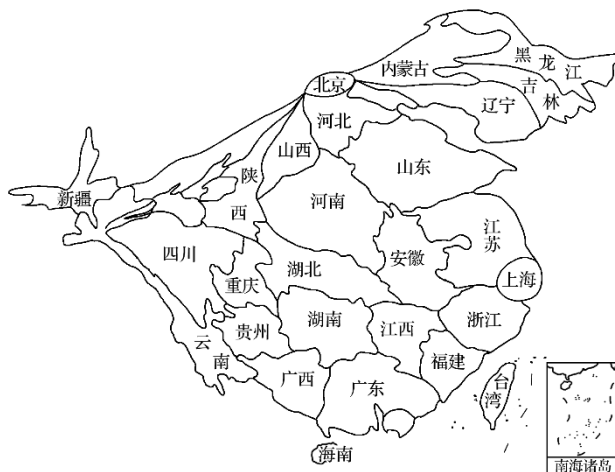 黑龙江
内蒙古
吉林
北京
辽宁
河北
山西
山东
陕西
新疆
河南
江苏
四川
安徽
湖北
上海
重庆
浙江
湖南
江西
贵州
云南
福建
广西
广东
台湾
海南
南海诸岛